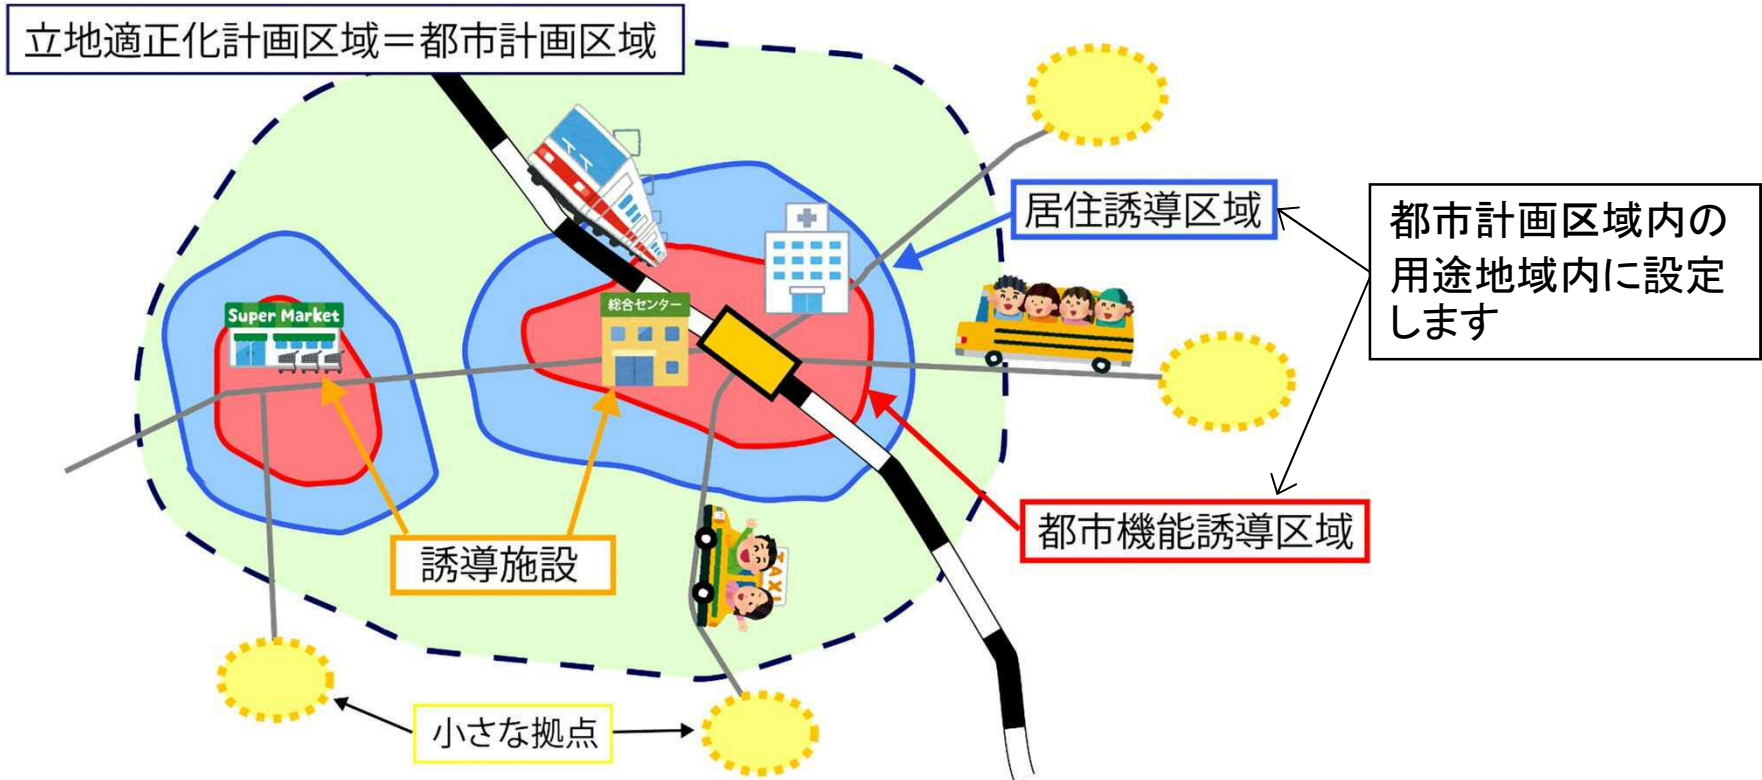 立地適正化計画区域＝都市計画区域
居住誘導区域
都市計画区域内の
用途地域内に設定
します
Super Market
総合センター
都市機能誘導区域
誘導施設
TAXI
小さな拠点